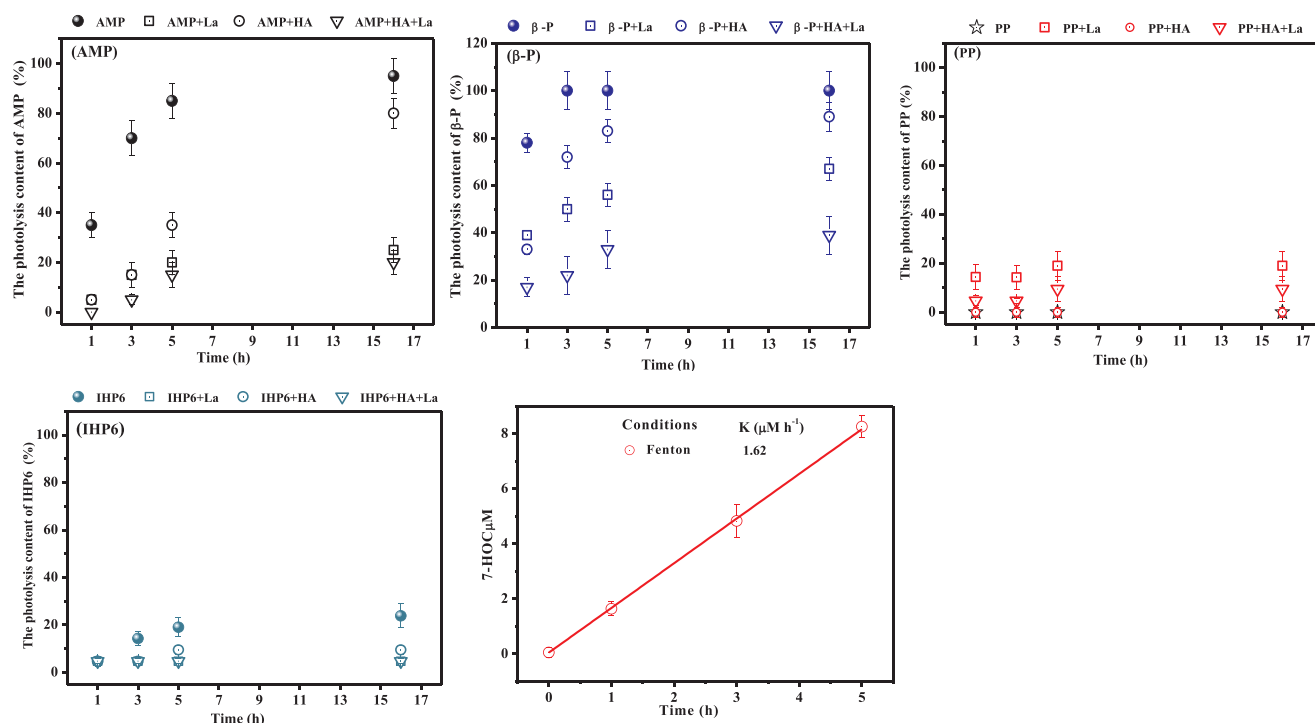 AMP AMP+La AMP+HA AMP+HA+La
(AMP)
The photolysis content of AMP (%)
100
80
60
40
20
0
1 3 5 7 9 11 13 15 17
Time (h)
β -P β -P+La β -P+HA β -P+HA+La
(β-P)
The photolysis content of β-P (%)
120
100
80
60
40
20
0
1 3 5 7 9 11 13 15 17
Time (h)
PP PP+La PP+HA PP+HA+La
(PP)
The photolysis content of PP (%)
100
80
60
40
20
0
1 3 5 7 9 11 13 15 17
Time (h)
IHP6 IHP6+La IHP6+HA IHP6+HA+La
(IHP6)
The photolysis content of IHP6 (%)
100
80
60
40
20
0
1 3 5 7 9 11 13 15 17
Time (h)
Conditions K (μM h⁻¹)
Fenton 1.62
7-HOCμM
8
6
4
2
0
0 1 2 3 4 5
Time (h)